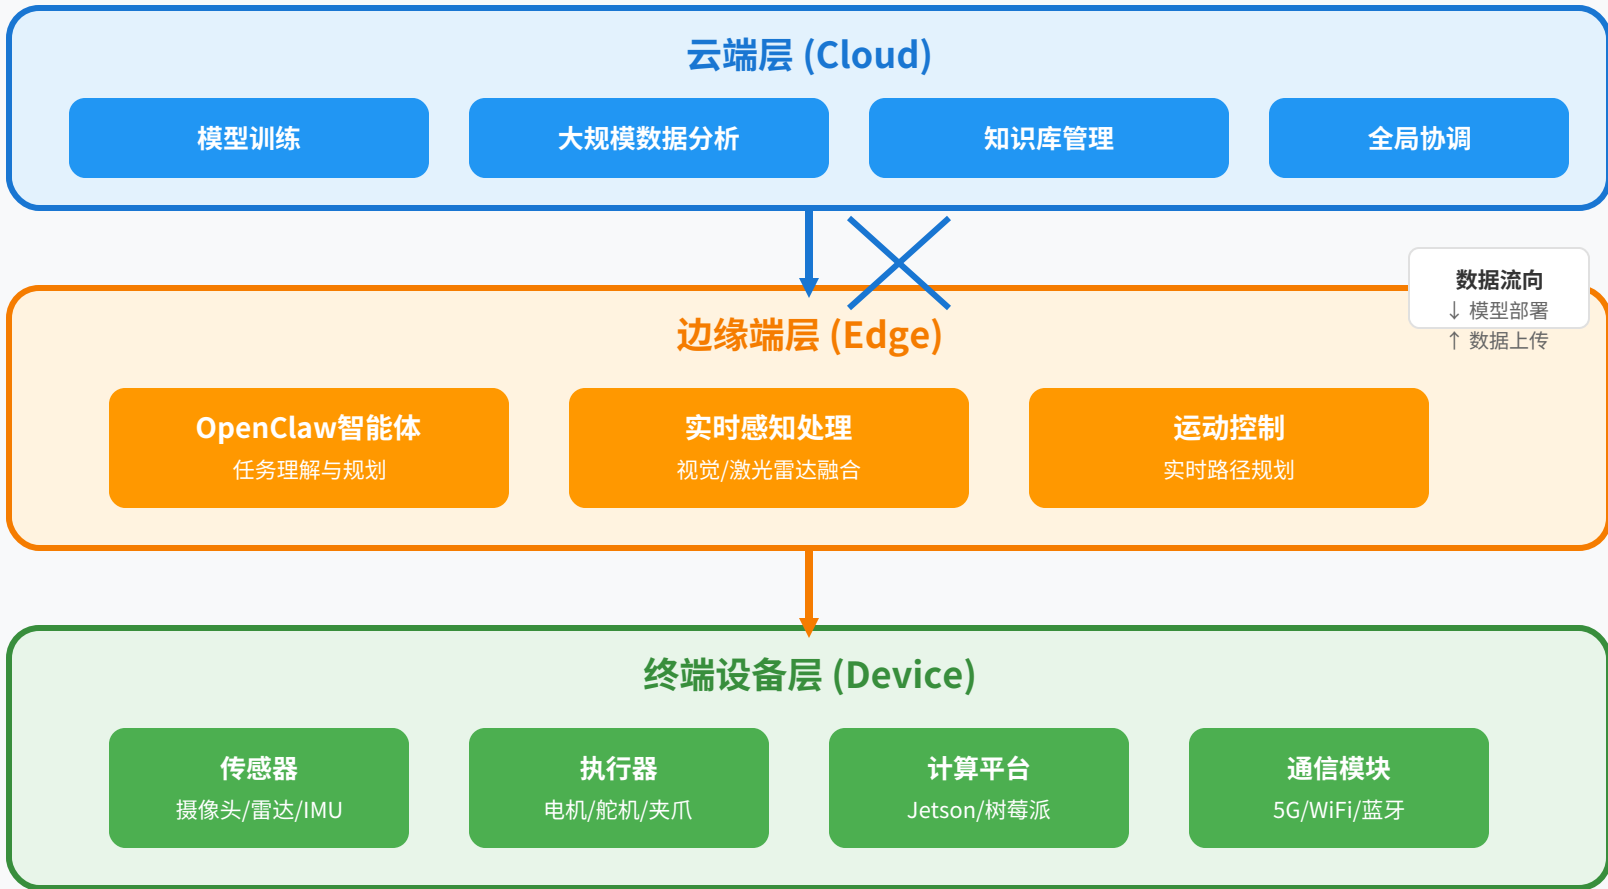 云端层 (Cloud)
模型训练
大规模数据分析
知识库管理
全局协调
数据流向
↓ 模型部署
↑ 数据上传
边缘端层 (Edge)
OpenClaw智能体
任务理解与规划
实时感知处理
视觉/激光雷达融合
运动控制
实时路径规划
终端设备层 (Device)
传感器
摄像头/雷达/IMU
执行器
电机/舵机/夹爪
计算平台
Jetson/树莓派
通信模块
5G/WiFi/蓝牙